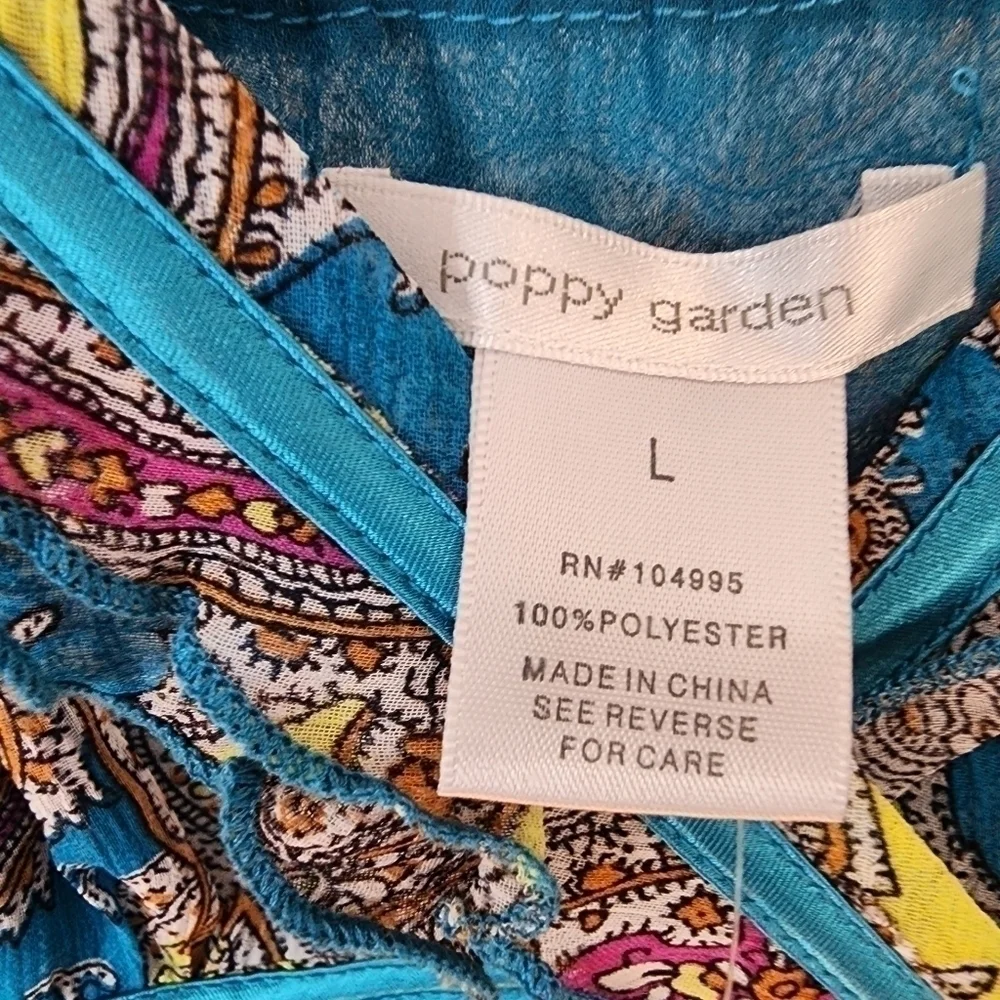 poppy garden
L
RN#104995
100%POLYESTER
MADE IN CHINA
SEE REVERSE
FOR CARE